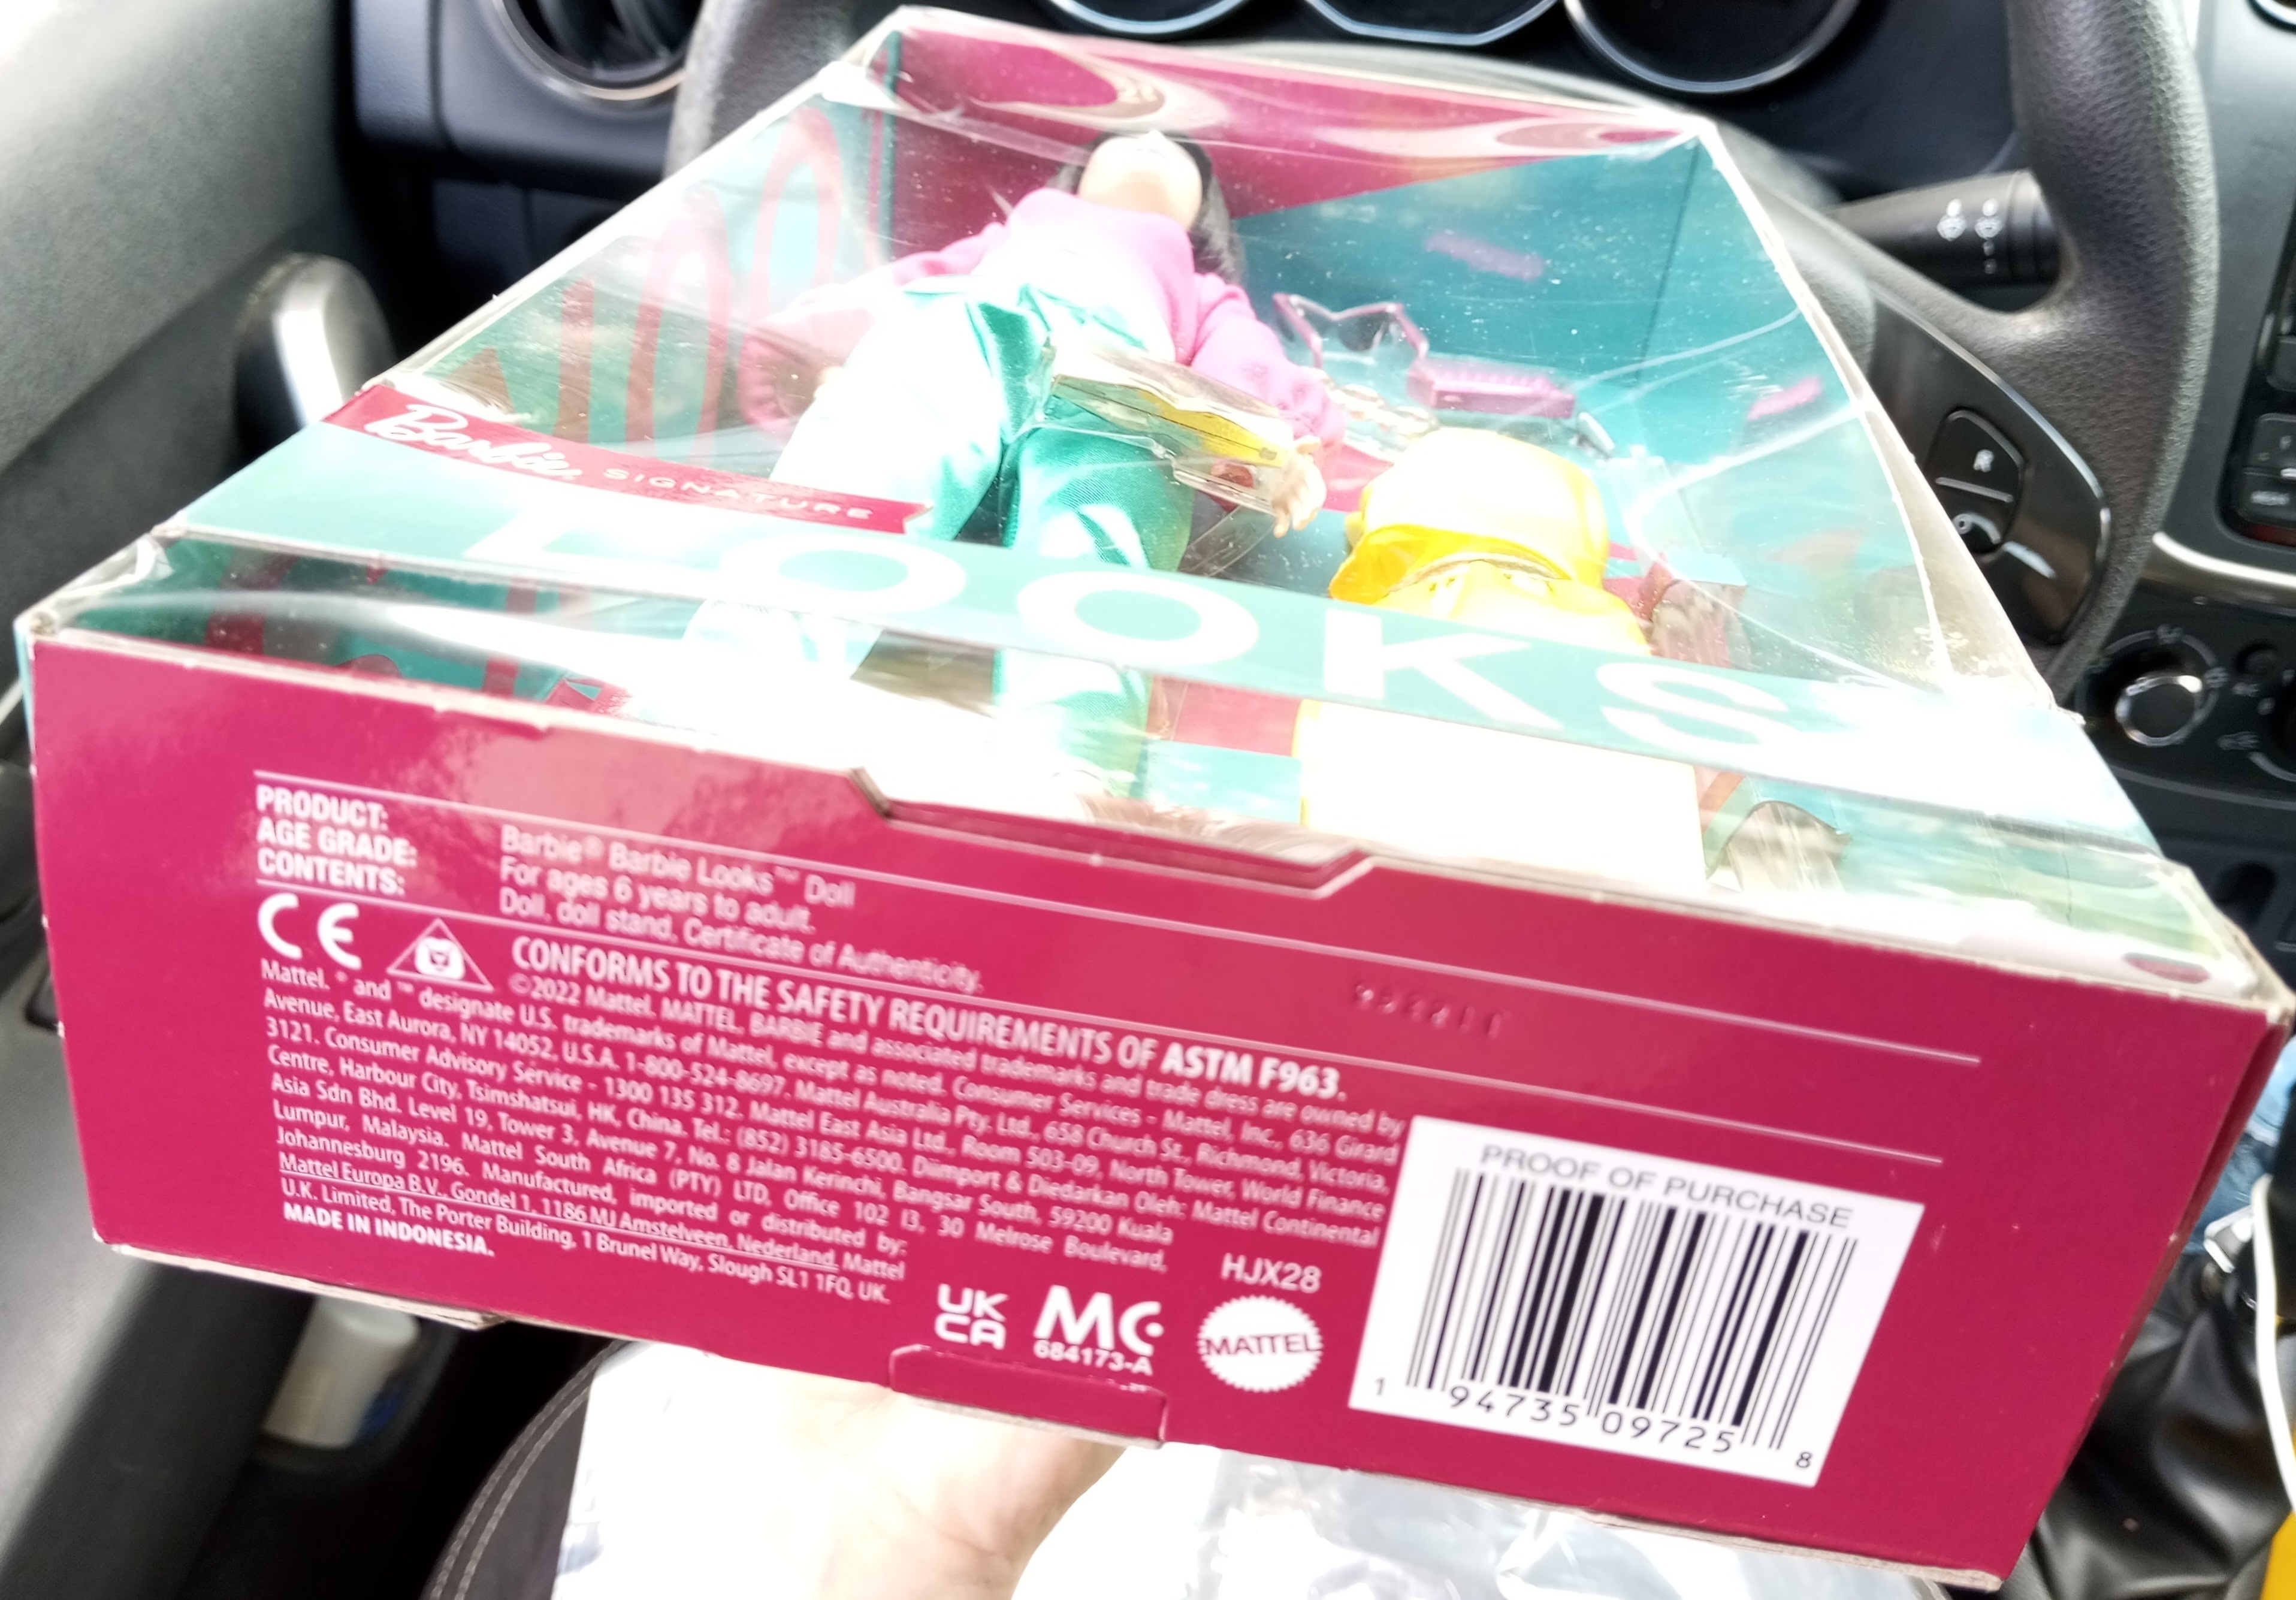 Barbie SIGNATURE
LOOKS
PRODUCT: Barbie® Barbie Looks™ Doll
AGE GRADE: For ages 6 years to adult.
CONTENTS: Doll, doll stand, Certificate of Authenticity.
CE CONFORMS TO THE SAFETY REQUIREMENTS OF ASTM F963.
©2022 Mattel. MATTEL, BARBIE and associated trademarks and trade dress are owned by
Mattel. ® and ™ designate U.S. trademarks of Mattel, except as noted. Consumer Services - Mattel, Inc., 636 Girard
Avenue, East Aurora, NY 14052, U.S.A. 1-800-524-8697. Mattel Australia Pty. Ltd., 658 Church St., Richmond, Victoria,
3121. Consumer Advisory Service - 1300 135 312. Mattel East Asia Ltd., Room 503-09, North Tower, World Finance
Centre, Harbour City, Tsimshatsui, HK, China. Tel.: (852) 3185-6500. Diimport & Diedarkan Oleh: Mattel Continental
Asia Sdn Bhd. Level 19, Tower 3, Avenue 7, No. 8 Jalan Kerinchi, Bangsar South, 59200 Kuala
Lumpur, Malaysia. Mattel South Africa (PTY) LTD, Office 102 I3, 30 Melrose Boulevard,
Johannesburg 2196. Manufactured, imported or distributed by:
Mattel Europa B.V., Gondel 1, 1186 MJ Amstelveen, Nederland. Mattel
U.K. Limited, The Porter Building, 1 Brunel Way, Slough SL1 1FQ, UK.
MADE IN INDONESIA.
UK
CA
MC
684173-A
HJX28
MATTEL
PROOF OF PURCHASE
1 94735 09725 8
R